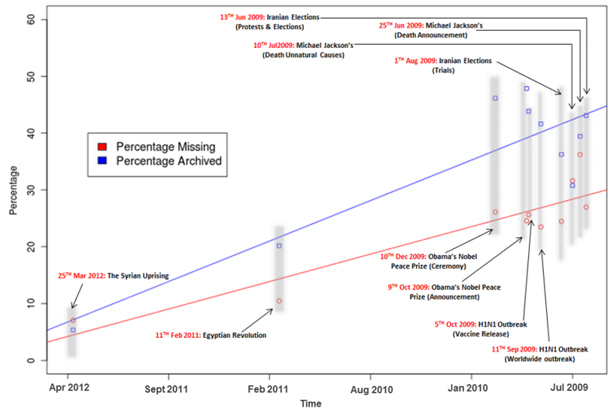 13TH Jun 2009: Iranian Elections
(Protests & Elections)
25TH Jun 2009: Michael Jackson's
(Death Announcement)
10TH Jul2009: Michael Jackson's
(Death Unnatural Causes)
1TH Aug 2009: Iranian Elections
(Trials)
60
50
40
30
20
10
0
Percentage
Percentage Missing
Percentage Archived
25TH Mar 2012: The Syrian Uprising
11TH Feb 2011: Egyptian Revolution
10TH Dec 2009: Obama's Nobel
Peace Prize (Ceremony)
9TH Oct 2009: Obama's Nobel Peace
Prize (Announcement)
5TH Oct 2009: H1N1 Outbreak
(Vaccine Release)
11TH Sep 2009: H1N1 Outbreak
(Worldwide outbreak)
Apr 2012
Sept 2011
Feb 2011
Aug 2010
Jan 2010
Jul 2009
Time